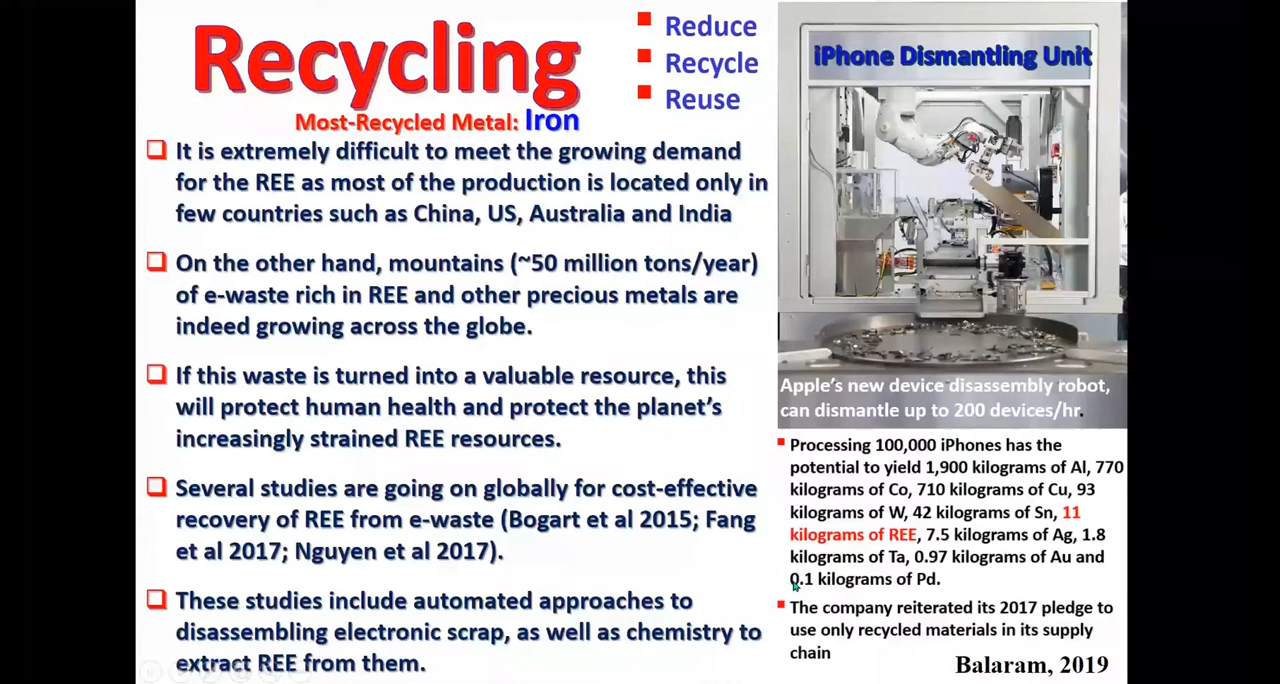 Recycling
Most-Recycled Metal: Iron
Reduce
Recycle
Reuse
It is extremely difficult to meet the growing demand
for the REE as most of the production is located only in
few countries such as China, US, Australia and India
On the other hand, mountains (~50 million tons/year)
of e-waste rich in REE and other precious metals are
indeed growing across the globe.
If this waste is turned into a valuable resource, this
will protect human health and protect the planet's
increasingly strained REE resources.
Several studies are going on globally for cost-effective
recovery of REE from e-waste (Bogart et al 2015; Fang
et al 2017; Nguyen et al 2017).
These studies include automated approaches to
disassembling electronic scrap, as well as chemistry to
extract REE from them.
iPhone Dismantling Unit
Apple's new device disassembly robot,
can dismantle up to 200 devices/hr.
Processing 100,000 iPhones has the
potential to yield 1,900 kilograms of Al, 770
kilograms of Co, 710 kilograms of Cu, 93
kilograms of W, 42 kilograms of Sn, 11
kilograms of REE, 7.5 kilograms of Ag, 1.8
kilograms of Ta, 0.97 kilograms of Au and
0.1 kilograms of Pd.
The company reiterated its 2017 pledge to
use only recycled materials in its supply
chain
Balaram, 2019